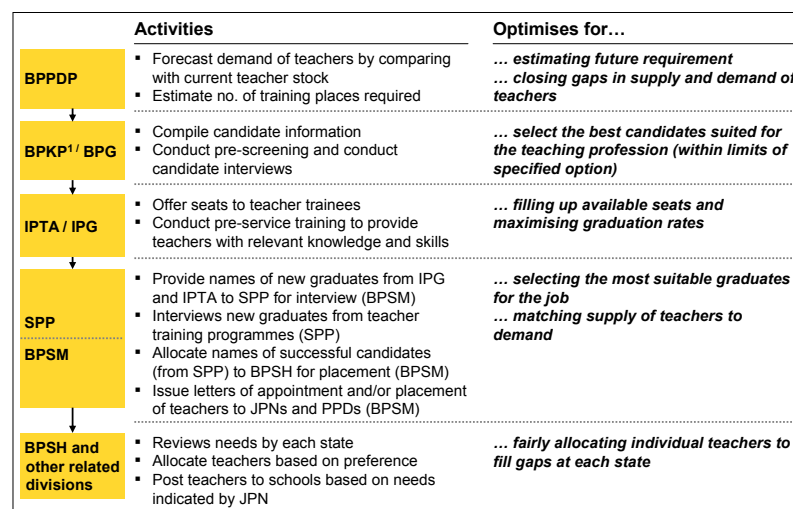 Activities
Optimises for…
BPPDP
▪ Forecast demand of teachers by comparing
with current teacher stock
▪ Estimate no. of training places required
… estimating future requirement
… closing gaps in supply and demand of
teachers
BPKP1 / BPG
▪ Compile candidate information
▪ Conduct pre-screening and conduct
candidate interviews
… select the best candidates suited for
the teaching profession (within limits of
specified option)
IPTA / IPG
▪ Offer seats to teacher trainees
▪ Conduct pre-service training to provide
teachers with relevant knowledge and skills
… filling up available seats and
maximising graduation rates
SPP
BPSM
▪ Provide names of new graduates from IPG
and IPTA to SPP for interview (BPSM)
▪ Interviews new graduates from teacher
training programmes (SPP)
▪ Allocate names of successful candidates
(from SPP) to BPSH for placement (BPSM)
▪ Issue letters of appointment and/or placement
of teachers to JPNs and PPDs (BPSM)
… selecting the most suitable graduates
for the job
… matching supply of teachers to
demand
BPSH and
other related
divisions
▪ Reviews needs by each state
▪ Allocate teachers based on preference
▪ Post teachers to schools based on needs
indicated by JPN
… fairly allocating individual teachers to
fill gaps at each state